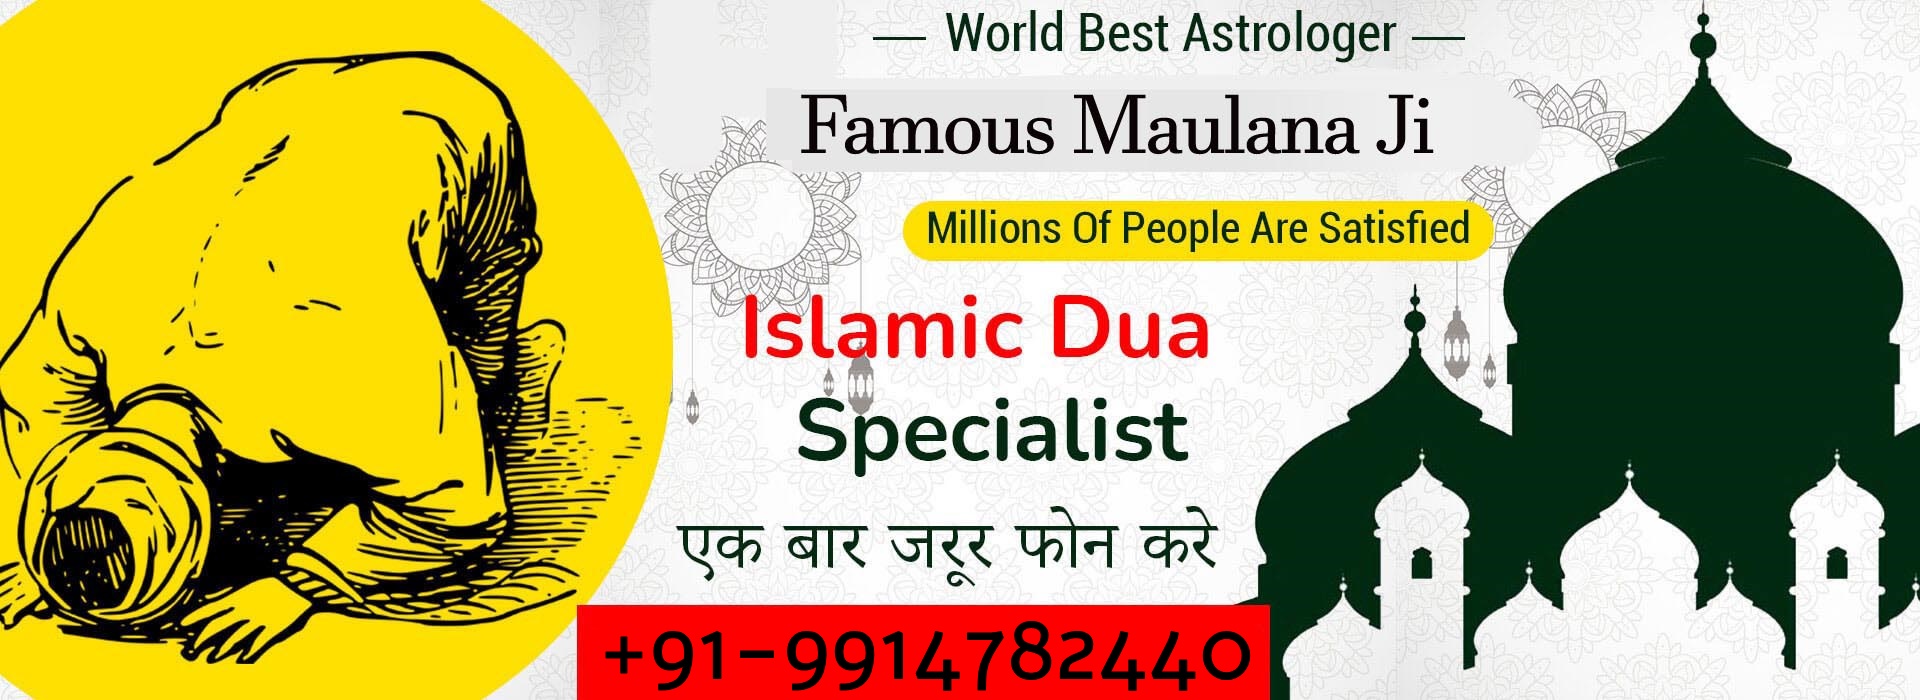 World Best Astrologer
Famous Maulana Ji
Millions Of People Are Satisfied
Islamic Dua
Specialist
एक बार जरूर फोन करे
+91-9914782440